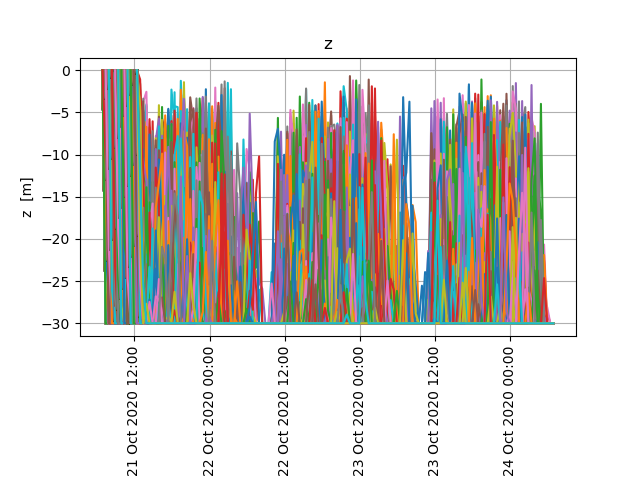 z
0
−5
−10
−15
−20
−25
−30
z [m]
21 Oct 2020 12:00
22 Oct 2020 00:00
22 Oct 2020 12:00
23 Oct 2020 00:00
23 Oct 2020 12:00
24 Oct 2020 00:00